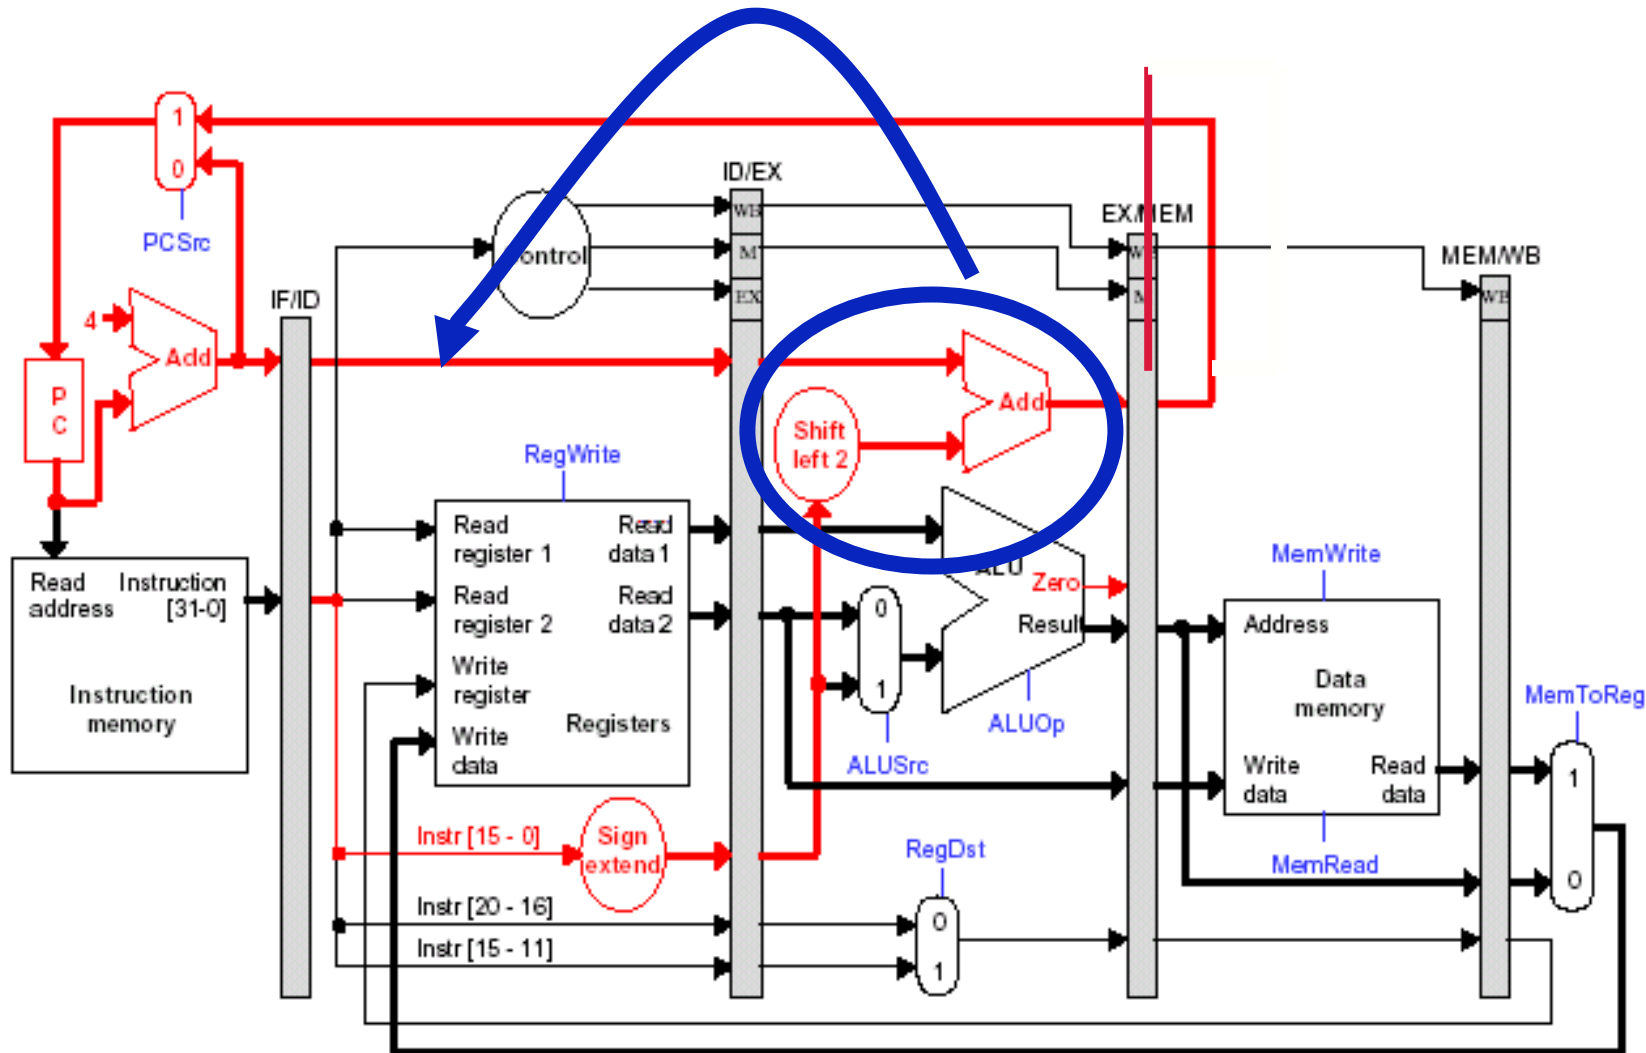 1
0
PCSrc
ID/EX
WB
M
EX
Control
EX/MEM
WB
M
MEM/WB
WB
IF/ID
4
Add
P
C
Add
Shift
left 2
RegWrite
Read
register 1
Read
data 1
Read
register 2
Read
data 2
Write
register
Write
data
Registers
Read
address
Instruction
[31-0]
Instruction
memory
0
1
ALUSrc
ALU
Zero
Result
ALUOp
MemWrite
Address
Data
memory
Write
data
Read
data
MemRead
MemToReg
1
0
Instr [15 - 0]
Sign
extend
RegDst
Instr [20 - 16]
0
Instr [15 - 11]
1